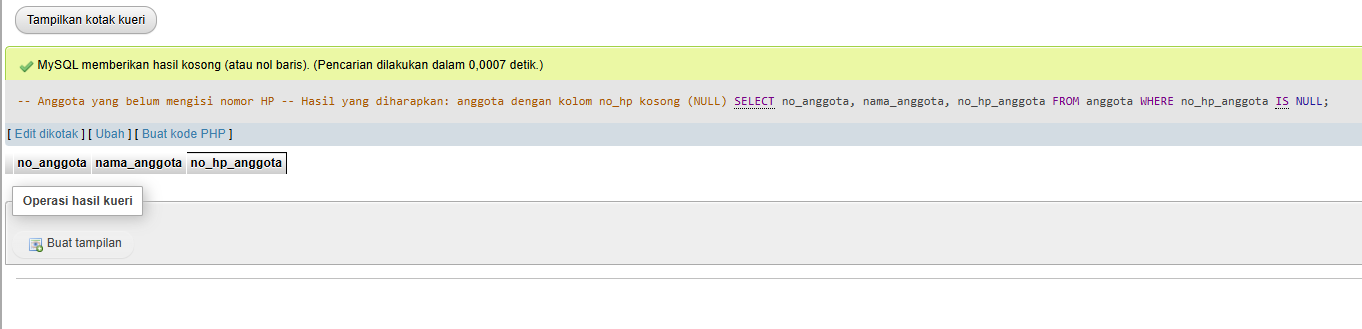 Tampilkan kotak kueri
MySQL memberikan hasil kosong (atau nol baris). (Pencarian dilakukan dalam 0,0007 detik.)
-- Anggota yang belum mengisi nomor HP -- Hasil yang diharapkan: anggota dengan kolom no_hp kosong (NULL) SELECT no_anggota, nama_anggota, no_hp_anggota FROM anggota WHERE no_hp_anggota IS NULL;
[ Edit dikotak ] [ Ubah ] [ Buat kode PHP ]
no_anggota nama_anggota no_hp_anggota
Operasi hasil kueri
Buat tampilan